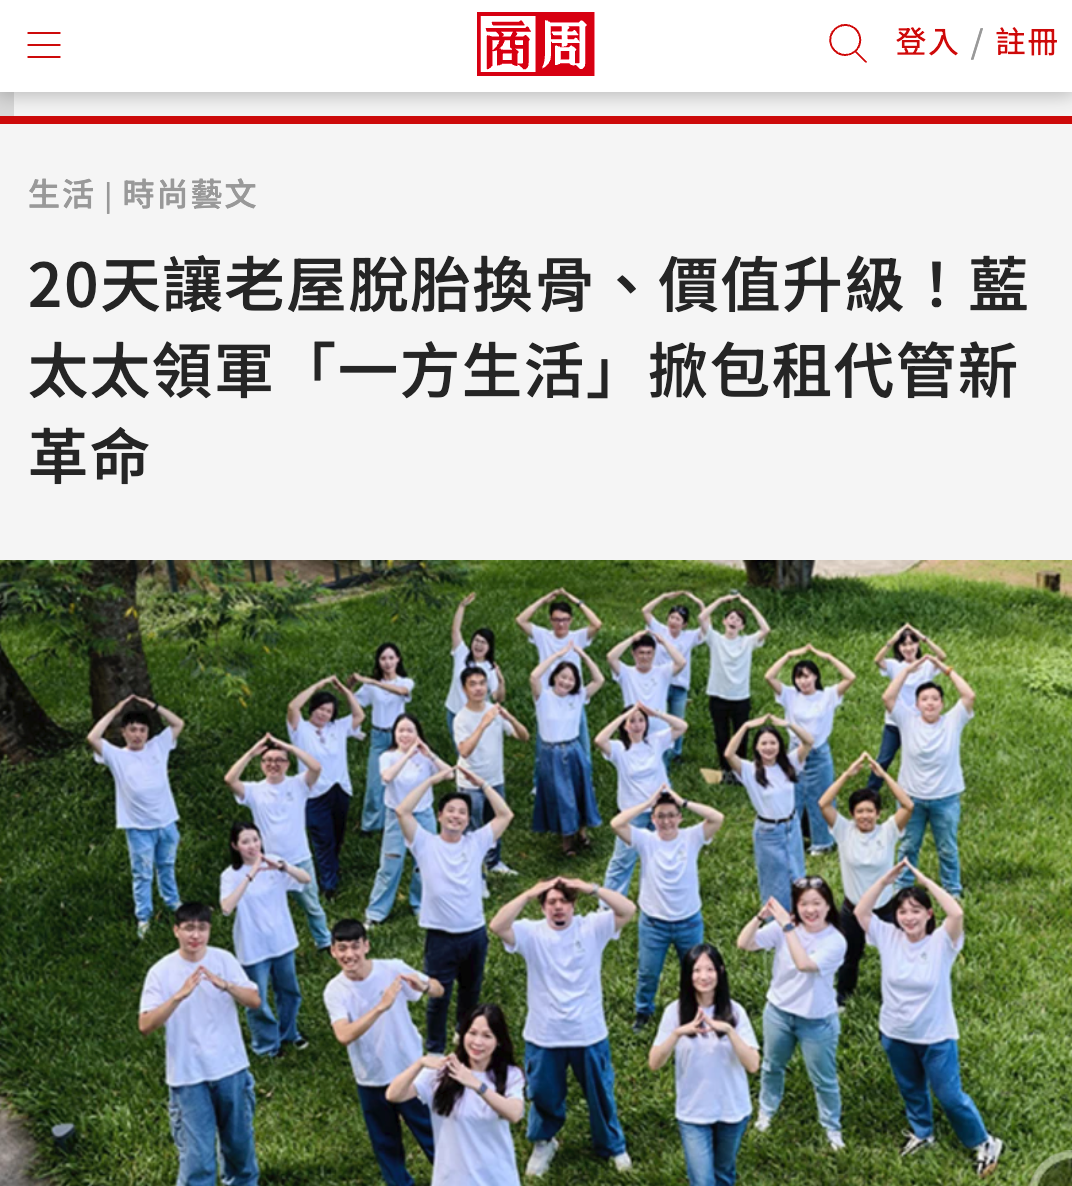 商周
登入 / 註冊
生活 | 時尚藝文
20天讓老屋脫胎換骨、價值升級！藍
太太領軍「一方生活」掀包租代管新
革命